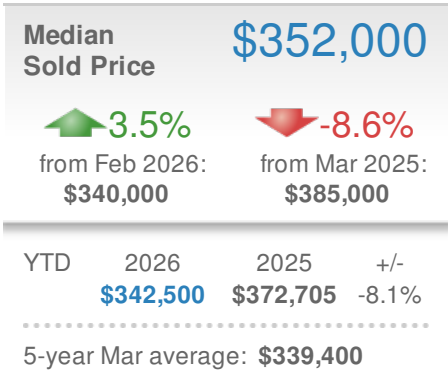 Median $352,000
Sold Price
3.5% -8.6%
from Feb 2026: from Mar 2025:
$340,000 $385,000
YTD 2026 2025 +/-
$342,500 $372,705 -8.1%
5-year Mar average: $339,400